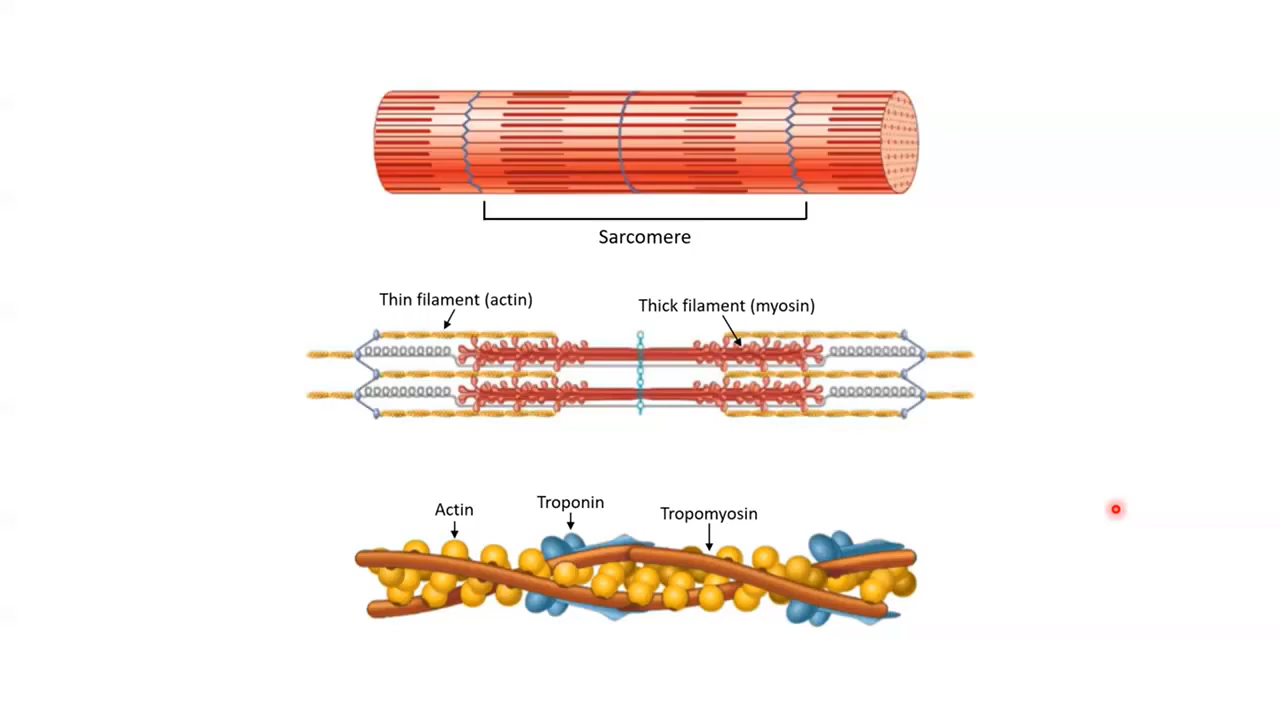 Sarcomere
Thin filament (actin)
Thick filament (myosin)
Actin
Troponin
Tropomyosin